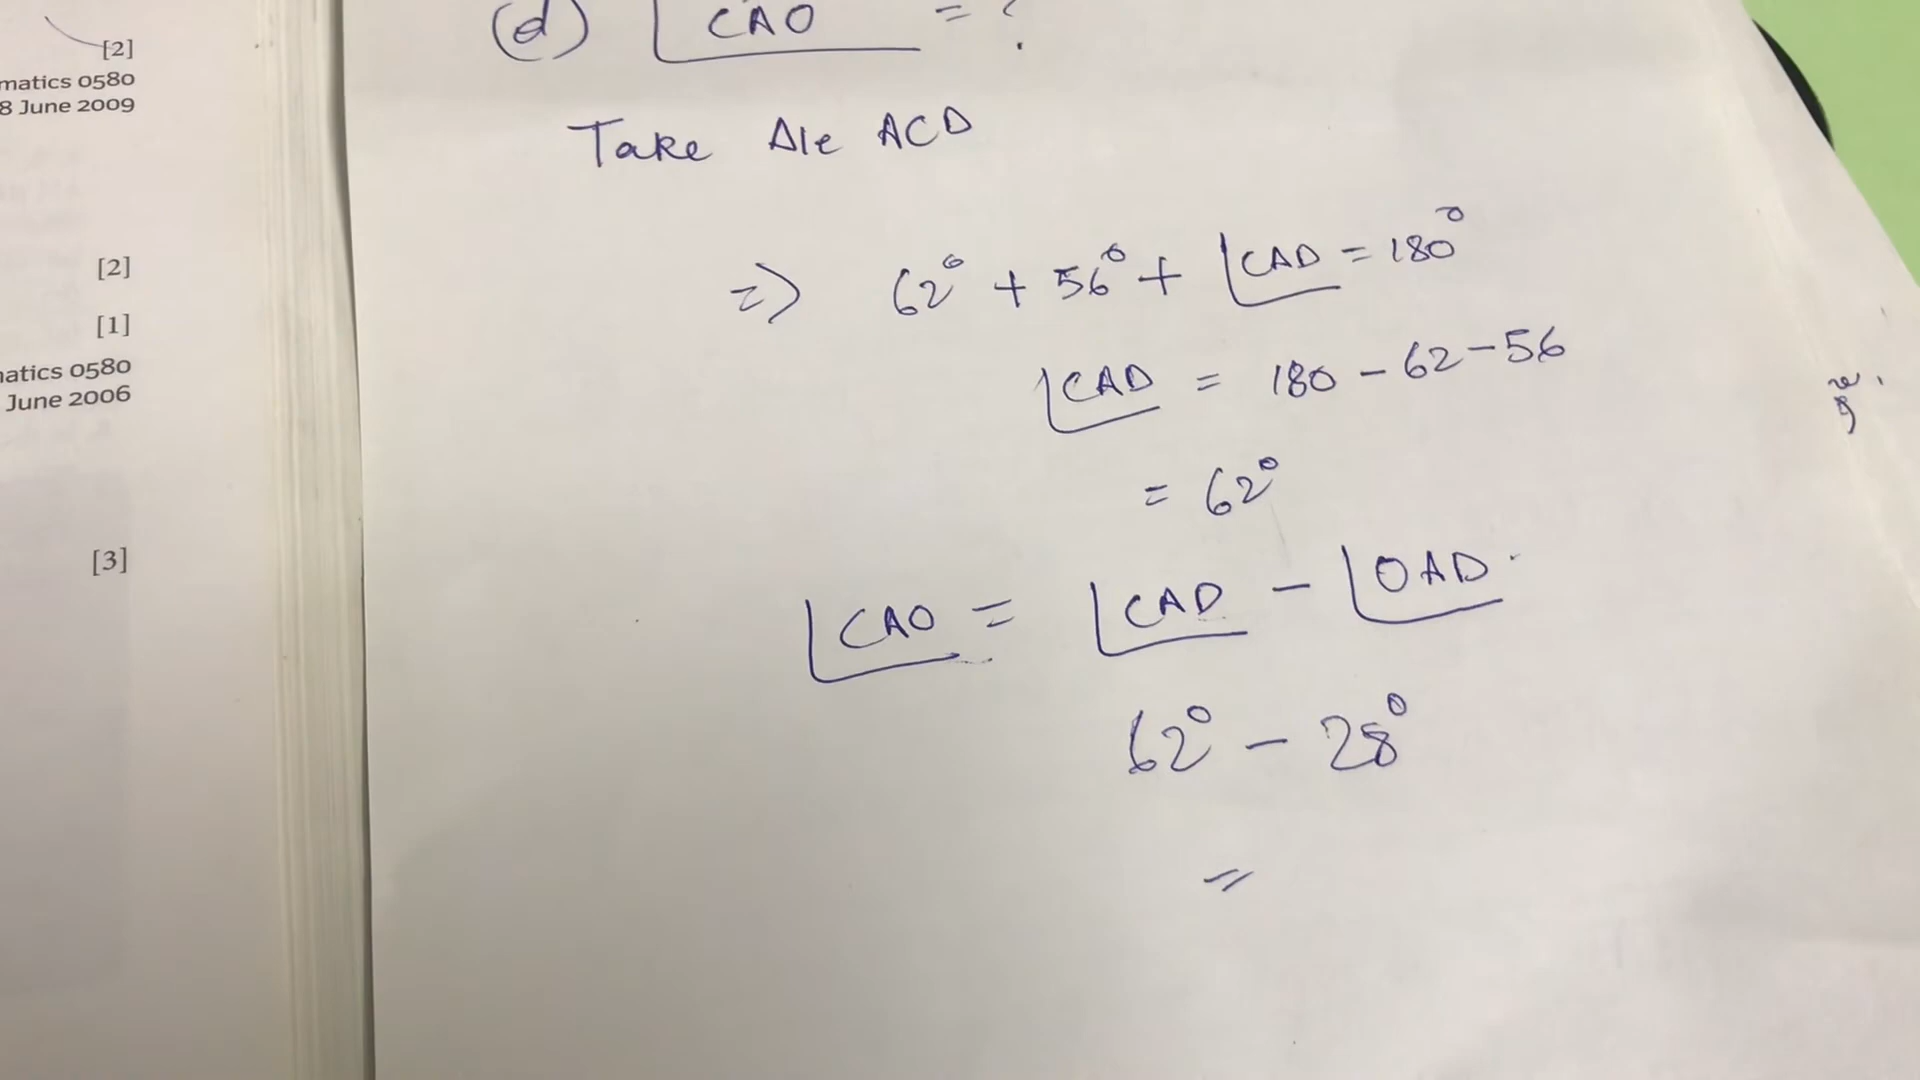 [2]
matics 0580
8 June 2009
[2]
[1]
natics 0580
June 2006
[3]
(d) ∠CAO = ?
Take Δle ACD
=> 62° + 56° + ∠CAD = 180°
∠CAD = 180 - 62 - 56
= 62°
∠CAO = ∠CAD - ∠OAD
62° - 28°
=